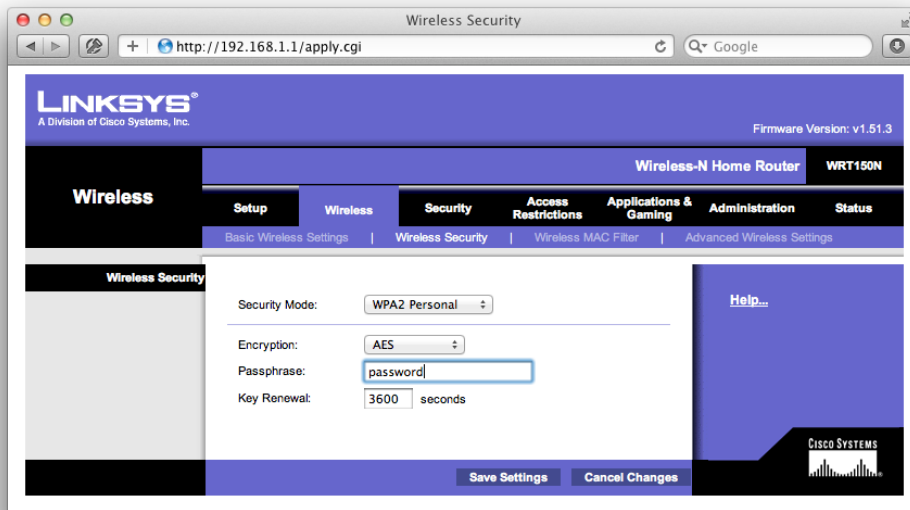 Wireless Security
http://192.168.1.1/apply.cgi
Google
LINKSYS®
A Division of Cisco Systems, Inc.
Firmware Version: v1.51.3
Wireless-N Home Router WRT150N
Wireless
Setup Wireless Security Access Restrictions Applications & Gaming Administration Status
Basic Wireless Settings | Wireless Security | Wireless MAC Filter | Advanced Wireless Settings
Wireless Security
Security Mode: WPA2 Personal
Help...
Encryption: AES
Passphrase: password
Key Renewal: 3600 seconds
CISCO SYSTEMS
Save Settings Cancel Changes